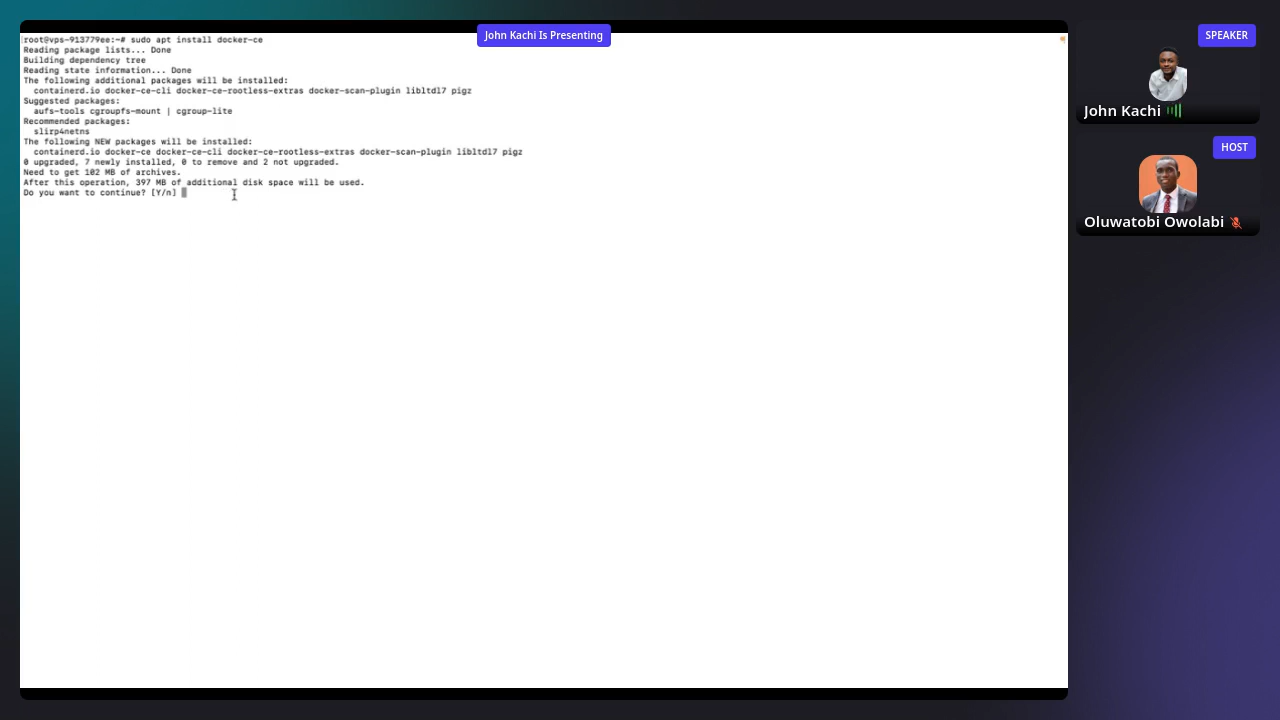 John Kachi Is Presenting
root@vps-913779ee:~# sudo apt install docker-ce
Reading package lists... Done
Building dependency tree
Reading state information... Done
The following additional packages will be installed:
containerd.io docker-ce-cli docker-ce-rootless-extras docker-scan-plugin libltdl7 pigz
Suggested packages:
aufs-tools cgroupfs-mount | cgroup-lite
Recommended packages:
slirp4netns
The following NEW packages will be installed:
containerd.io docker-ce docker-ce-cli docker-ce-rootless-extras docker-scan-plugin libltdl7 pigz
0 upgraded, 7 newly installed, 0 to remove and 2 not upgraded.
Need to get 102 MB of archives.
After this operation, 397 MB of additional disk space will be used.
Do you want to continue? [Y/n]
SPEAKER
John Kachi
HOST
Oluwatobi Owolabi